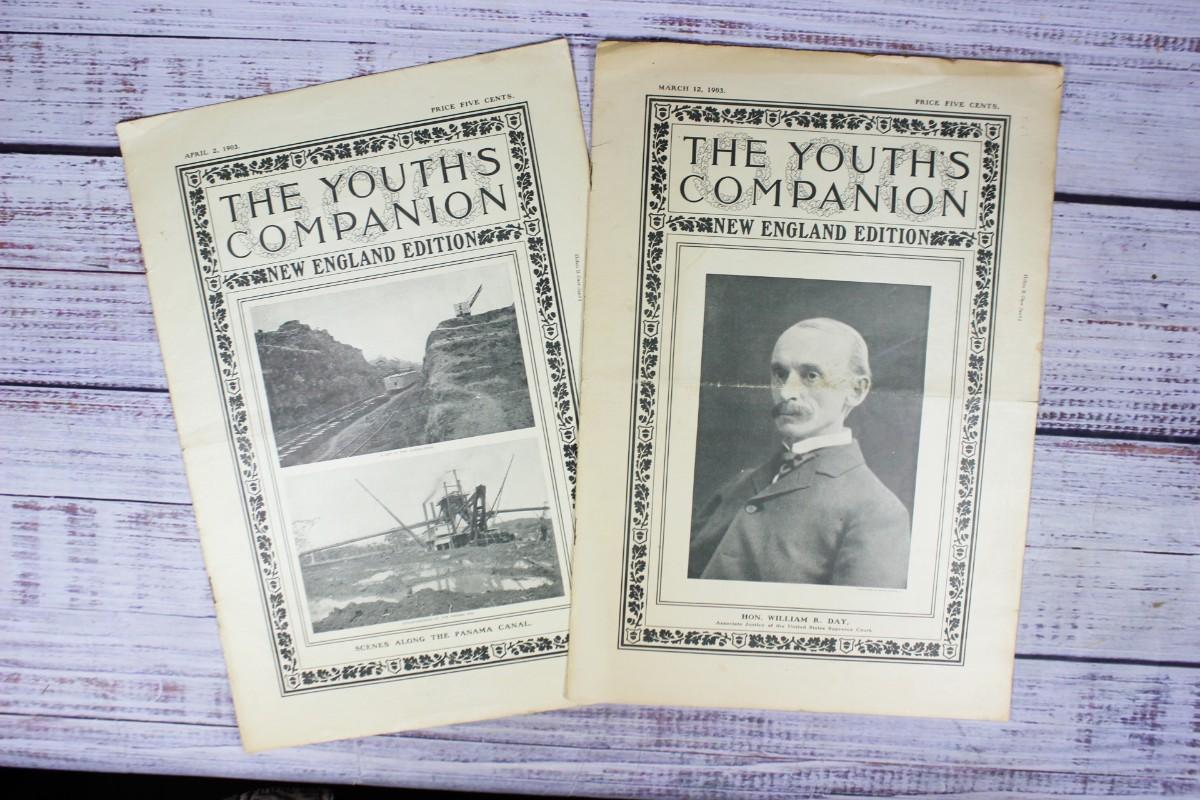 APRIL 2, 1903.
PRICE FIVE CENTS.
THE YOUTH'S
COMPANION
NEW ENGLAND EDITION
SCENES ALONG THE PANAMA CANAL.
MARCH 12, 1903.
PRICE FIVE CENTS.
THE YOUTH'S
COMPANION
NEW ENGLAND EDITION
HON. WILLIAM R. DAY,
Associate Justice of the United States Supreme Court.